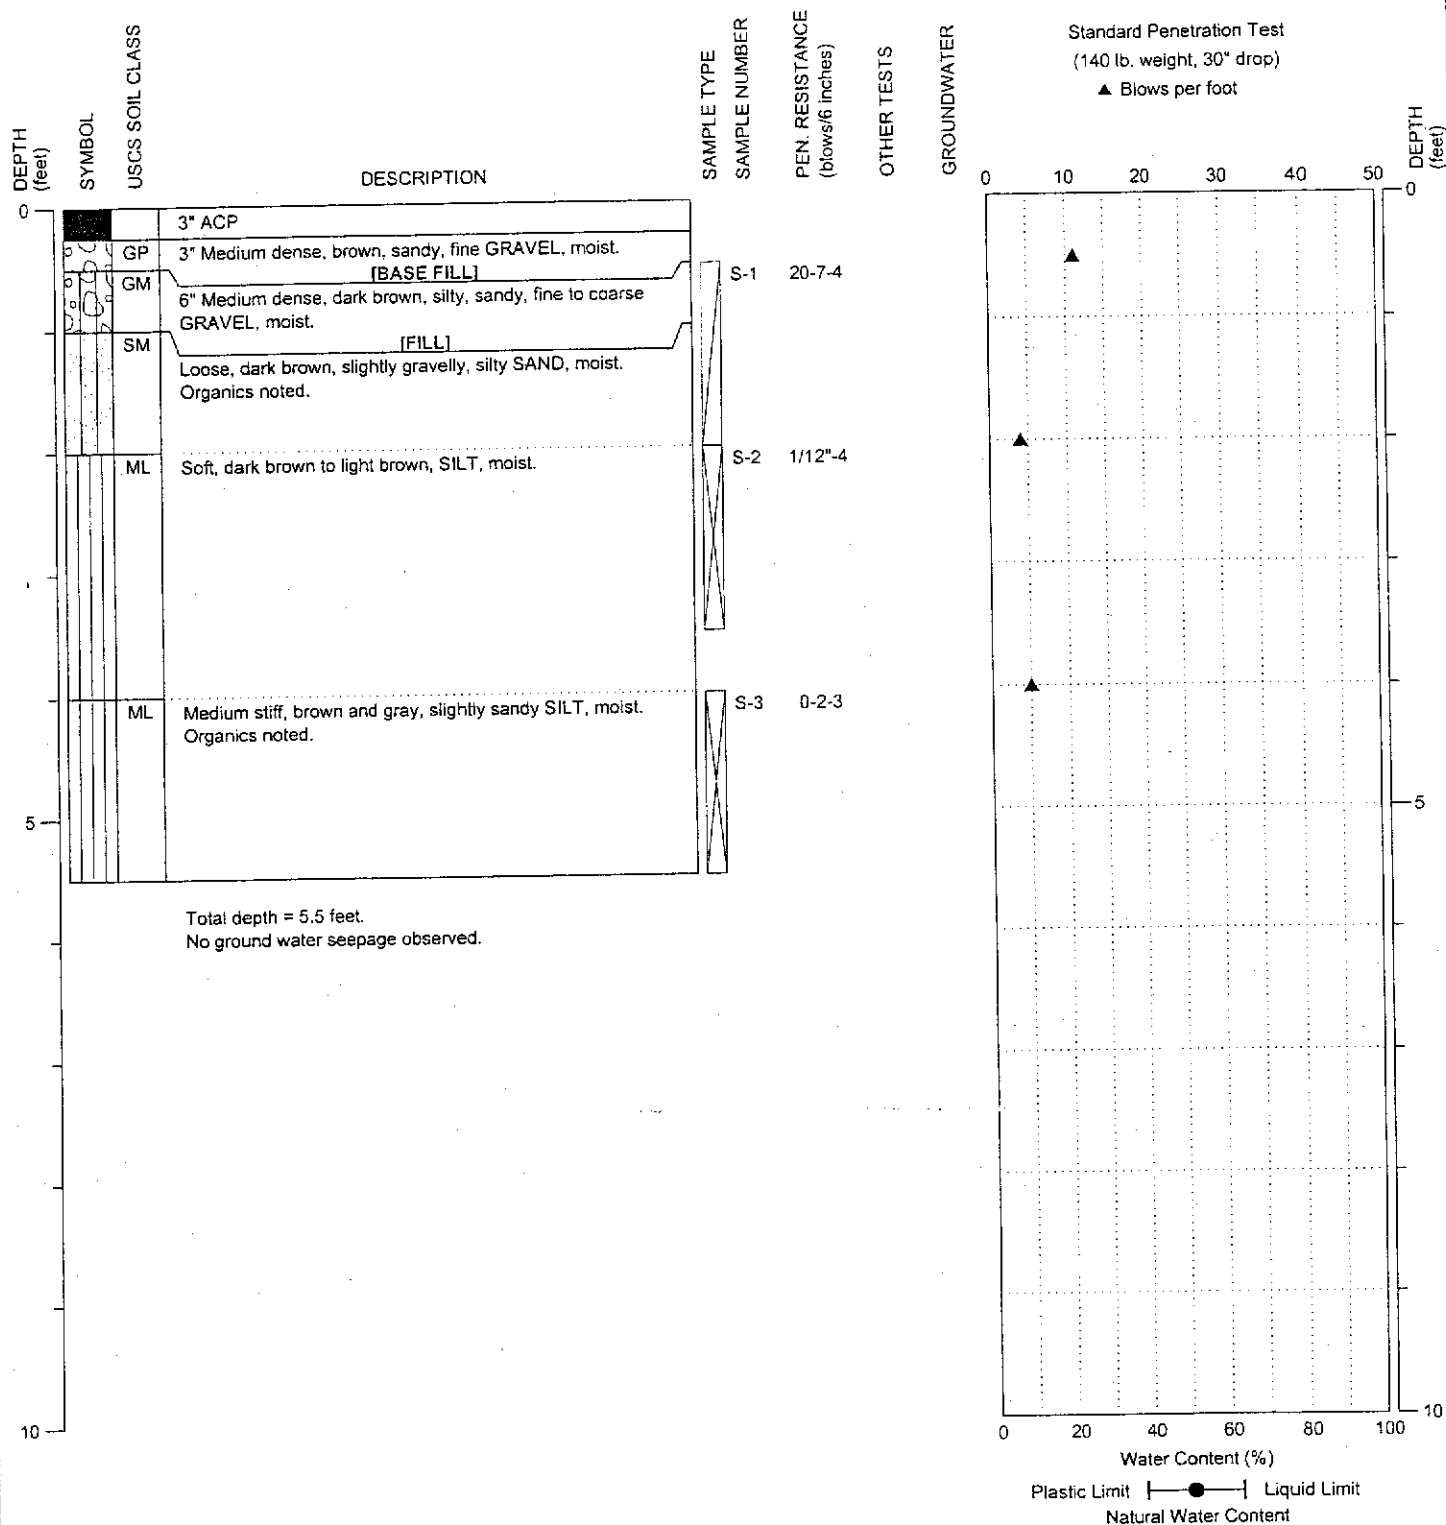 DEPTH
(feet)
SYMBOL
USCS SOIL CLASS
DESCRIPTION
SAMPLE TYPE
SAMPLE NUMBER
PEN. RESISTANCE
(blows/6 inches)
OTHER TESTS
GROUNDWATER
Standard Penetration Test
(140 lb. weight, 30" drop)
▲ Blows per foot
DEPTH
(feet)
0 10 20 30 40 50
0
0
3" ACP
GP 3" Medium dense, brown, sandy, fine GRAVEL, moist.
[BASE FILL]
S-1 20-7-4
GM 6" Medium dense, dark brown, silty, sandy, fine to coarse
GRAVEL, moist.
[FILL]
SM Loose, dark brown, slightly gravelly, silty SAND, moist.
Organics noted.
ML Soft, dark brown to light brown, SILT, moist. S-2 1/12"-4
ML Medium stiff, brown and gray, slightly sandy SILT, moist. S-3 0-2-3
Organics noted.
5
5
Total depth = 5.5 feet.
No ground water seepage observed.
10
10
0 20 40 60 80 100
Water Content (%)
Plastic Limit Liquid Limit
Natural Water Content